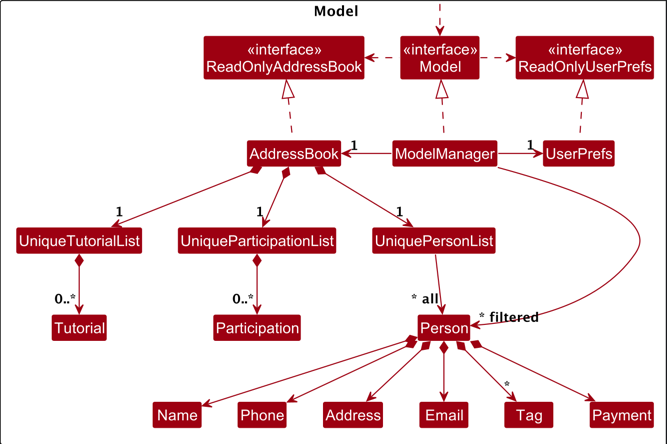 Model
«interface»
ReadOnlyAddressBook
«interface»
Model
«interface»
ReadOnlyUserPrefs
AddressBook
1
ModelManager
1
UserPrefs
1
1
1
UniqueTutorialList
UniqueParticipationList
UniquePersonList
0..*
0..*
* all
* filtered
Tutorial
Participation
Person
*
Name
Phone
Address
Email
Tag
Payment